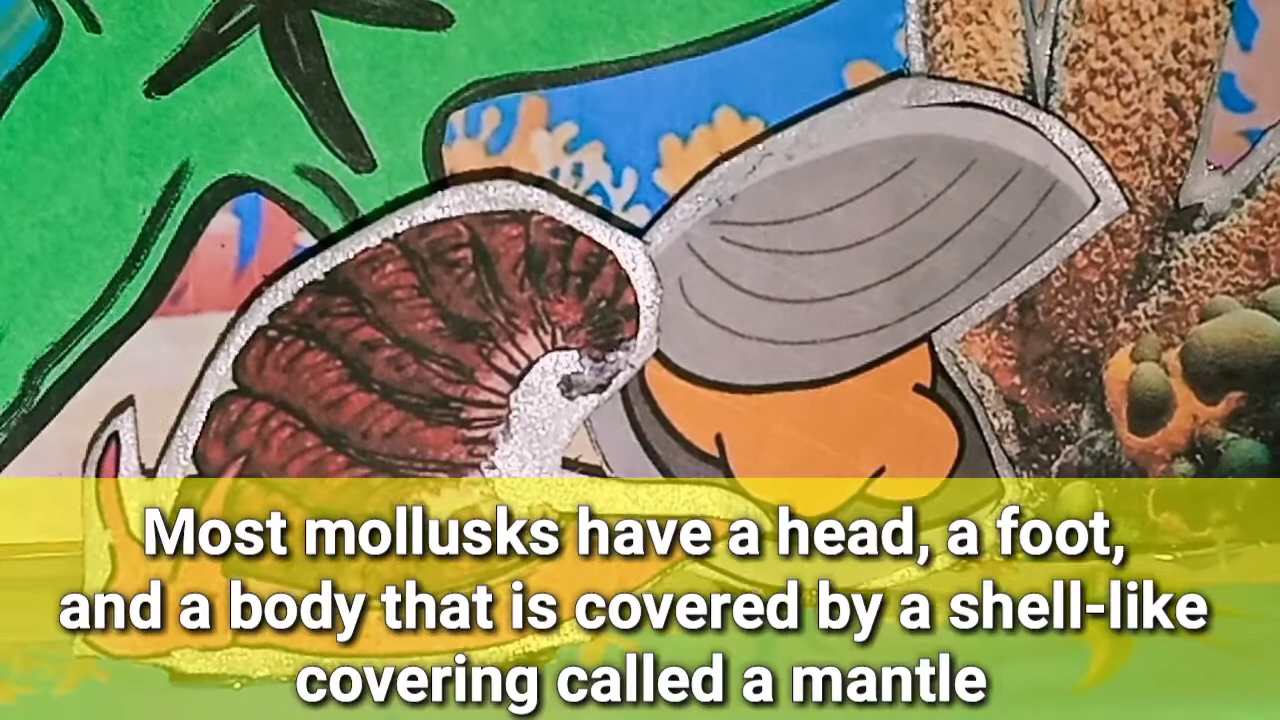 Most mollusks have a head, a foot,
and a body that is covered by a shell-like
covering called a mantle